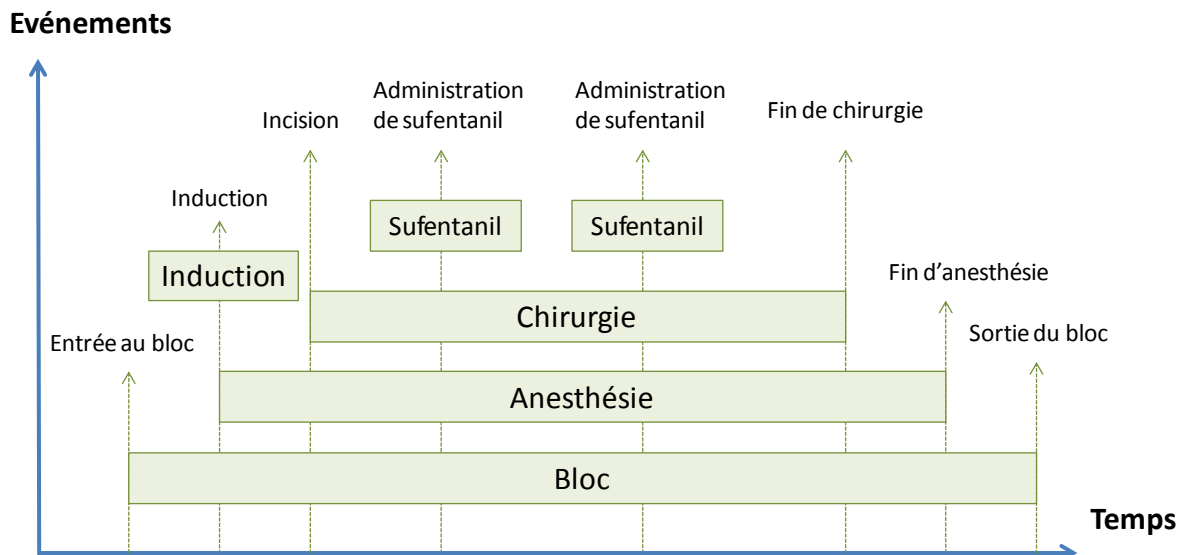 Evénements
Administration
de sufentanil
Administration
de sufentanil
Incision
Fin de chirurgie
Induction
Sufentanil
Sufentanil
Induction
Fin d’anesthésie
Chirurgie
Entrée au bloc
Sortie du bloc
Anesthésie
Bloc
Temps